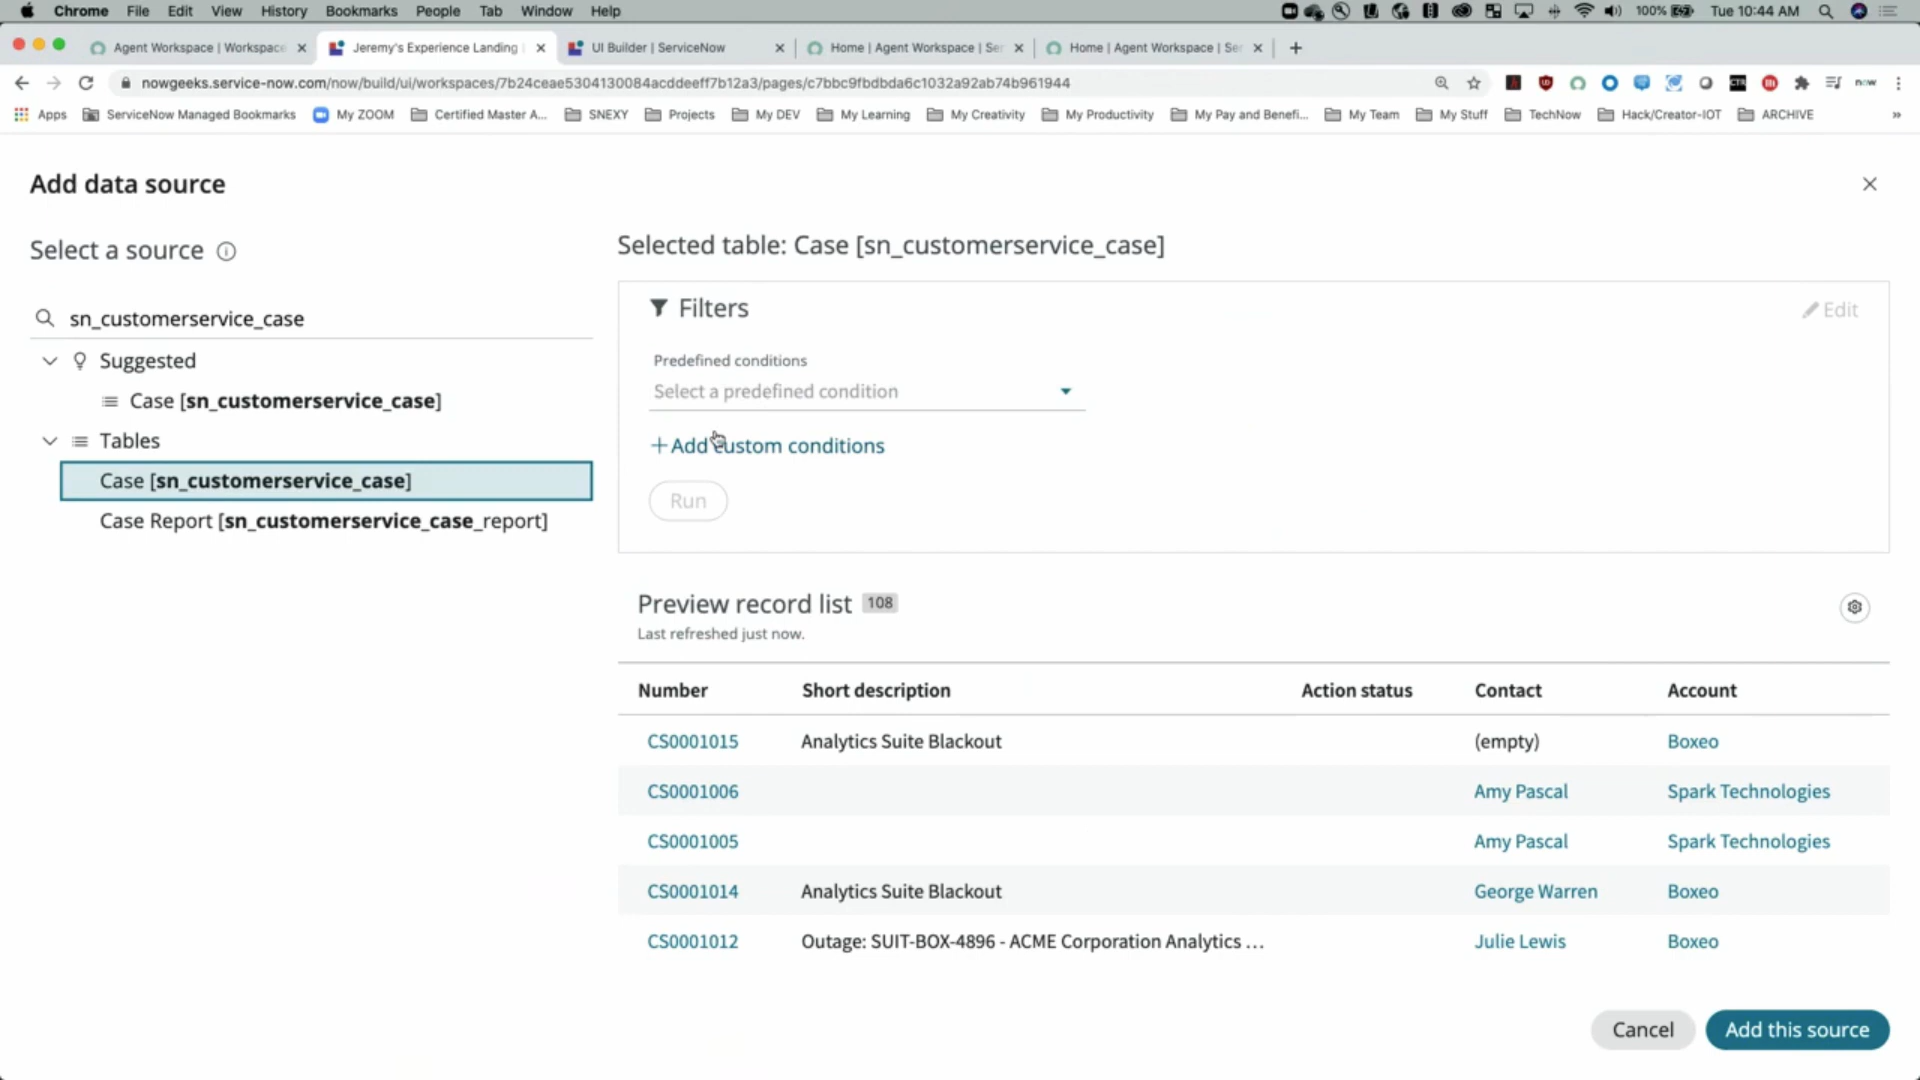 Chrome File Edit View History Bookmarks People Tab Window Help 100% Tue 10:44 AM
Agent Workspace | Workspace Jeremy's Experience Landing UI Builder | ServiceNow Home | Agent Workspace | Ser Home | Agent Workspace | Ser
nowgeeks.service-now.com/now/build/ui/workspaces/7b24ceae5304130084acddeeff7b12a3/pages/c7bbc9fbdbda6c1032a92ab74b961944
Apps ServiceNow Managed Bookmarks My ZOOM Certified Master A... SNEXY Projects My DEV My Learning My Creativity My Productivity My Pay and Benefi... My Team My Stuff TechNow Hack/Creator-IOT ARCHIVE »
Add data source
Select a source
Selected table: Case [sn_customerservice_case]
sn_customerservice_case
Suggested
Case [sn_customerservice_case]
Tables
Case [sn_customerservice_case]
Case Report [sn_customerservice_case_report]
Filters
Edit
Predefined conditions
Select a predefined condition
+Add custom conditions
Run
Preview record list 108
Last refreshed just now.
Number Short description Action status Contact Account
CS0001015 Analytics Suite Blackout (empty) Boxeo
CS0001006 Amy Pascal Spark Technologies
CS0001005 Amy Pascal Spark Technologies
CS0001014 Analytics Suite Blackout George Warren Boxeo
CS0001012 Outage: SUIT-BOX-4896 - ACME Corporation Analytics ... Julie Lewis Boxeo
Cancel Add this source